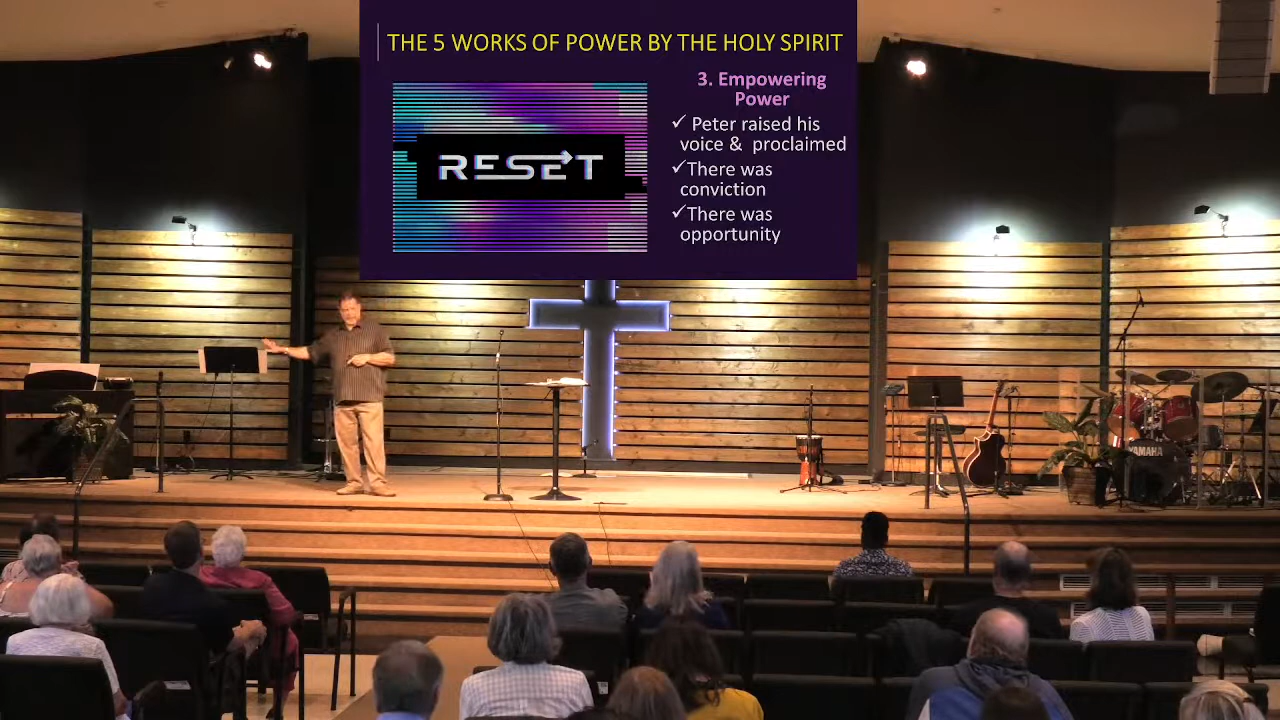 THE 5 WORKS OF POWER BY THE HOLY SPIRIT
RESET
3. Empowering
Power
✓ Peter raised his
voice & proclaimed
✓There was
conviction
✓There was
opportunity
YAMAHA